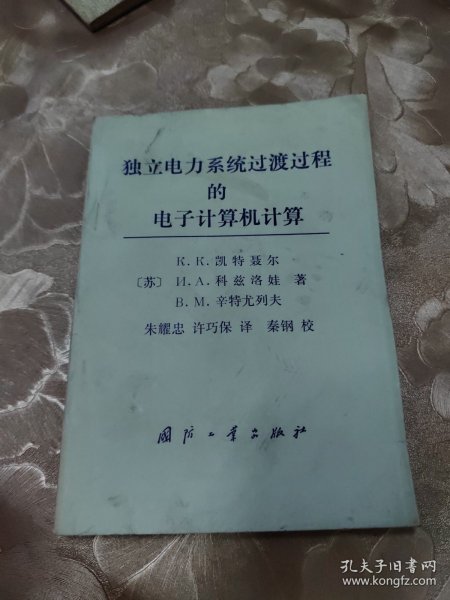 独立电力系统过渡过程
的
电子计算机计算
К.К.凯特聂尔
〔苏〕 И.А.科兹洛娃 著
В.М.辛特尤列夫
朱耀忠 许巧保 译 秦钢 校
国防工业出版社
孔夫子旧书网
www.kongfz.com